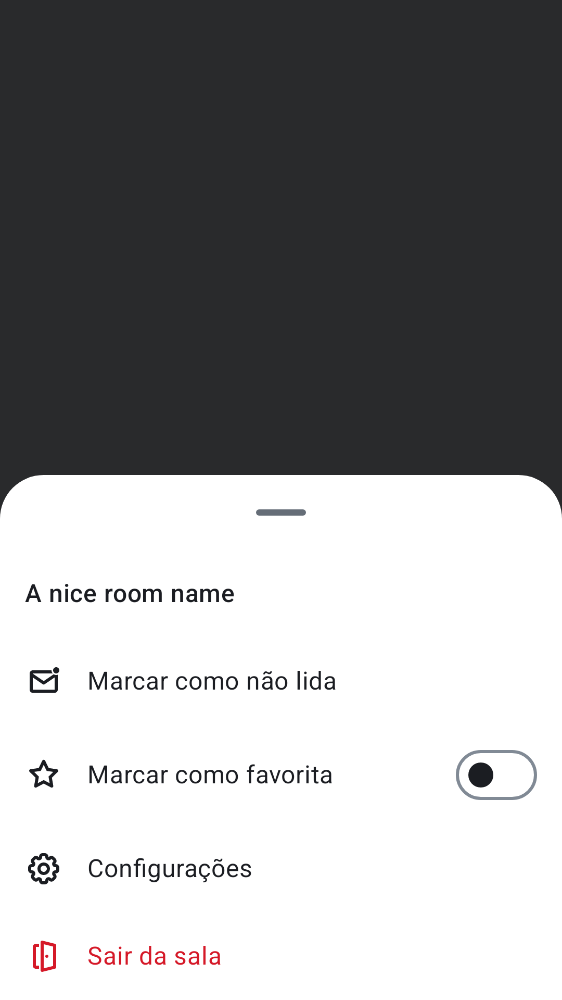 A nice room name
Marcar como não lida
Marcar como favorita
Configurações
Sair da sala